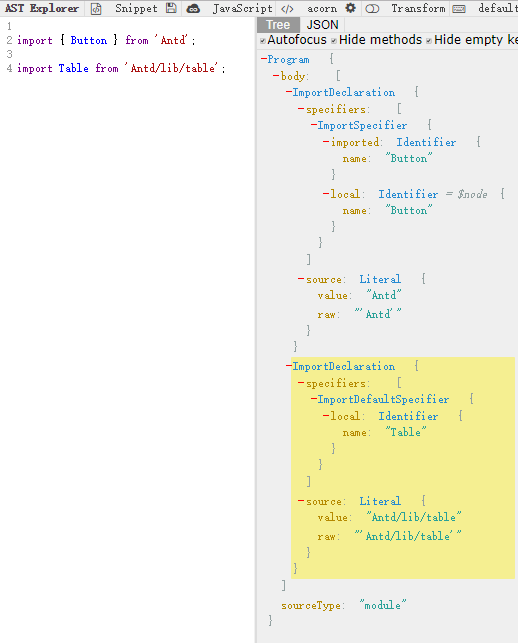 AST Explorer Snippet </> JavaScript acorn Transform default
Tree JSON
Autofocus Hide methods Hide empty ke
1
2 import { Button } from 'Antd';
3
4 import Table from 'Antd/lib/table';
Program {
body: [
ImportDeclaration {
specifiers: [
ImportSpecifier {
imported: Identifier {
name: "Button"
}
local: Identifier = $node {
name: "Button"
}
}
]
source: Literal {
value: "Antd"
raw: "'Antd'"
}
}
ImportDeclaration {
specifiers: [
ImportDefaultSpecifier {
local: Identifier {
name: "Table"
}
}
]
source: Literal {
value: "Antd/lib/table"
raw: "'Antd/lib/table'"
}
}
]
sourceType: "module"
}